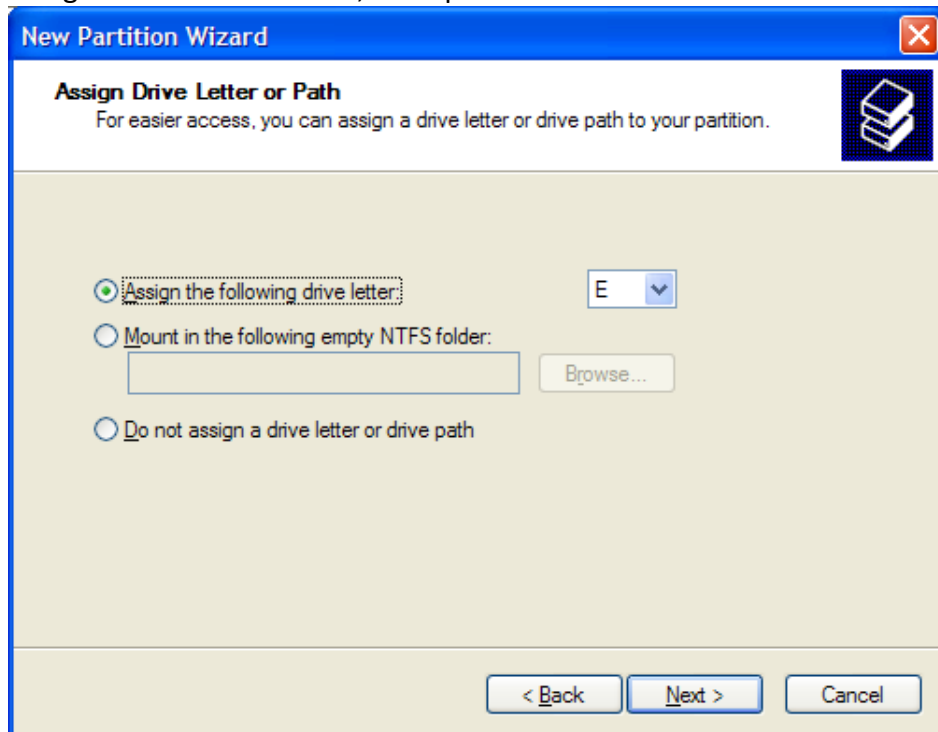 New Partition Wizard
Assign Drive Letter or Path
For easier access, you can assign a drive letter or drive path to your partition.
Assign the following drive letter: E
Mount in the following empty NTFS folder:
Browse...
Do not assign a drive letter or drive path
< Back Next > Cancel